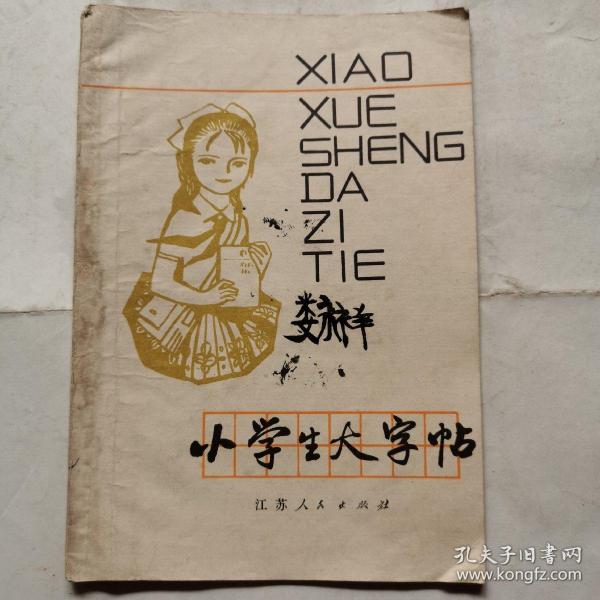 XIAO
XUE
SHENG
DA
ZI
TIE
小学生大字帖
江苏人民出版社
孔夫子旧书网
www.kongfz.com